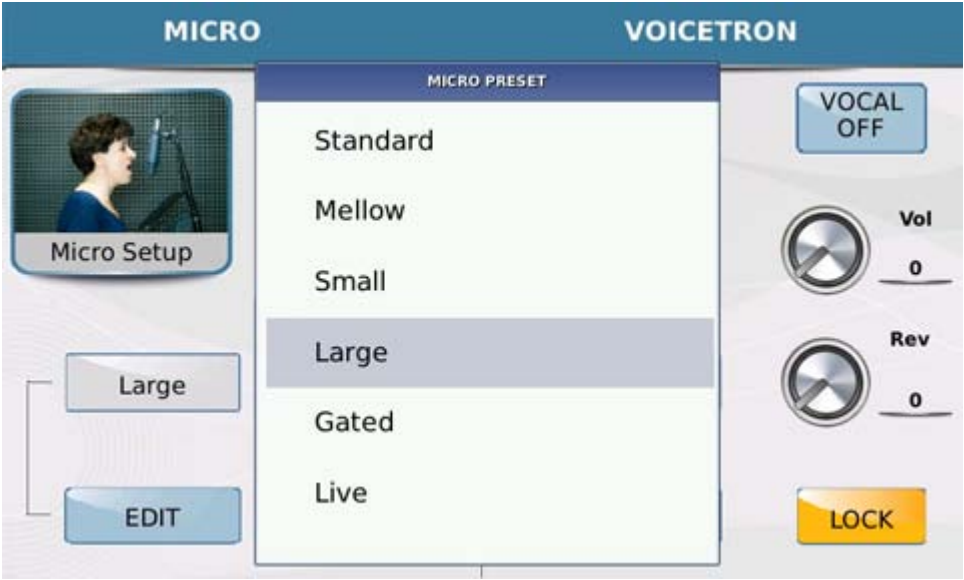 MICRO
VOICETRON
MICRO PRESET
Standard
Mellow
Small
Large
Gated
Live
Micro Setup
Large
EDIT
VOCAL
OFF
Vol
0
Rev
0
LOCK